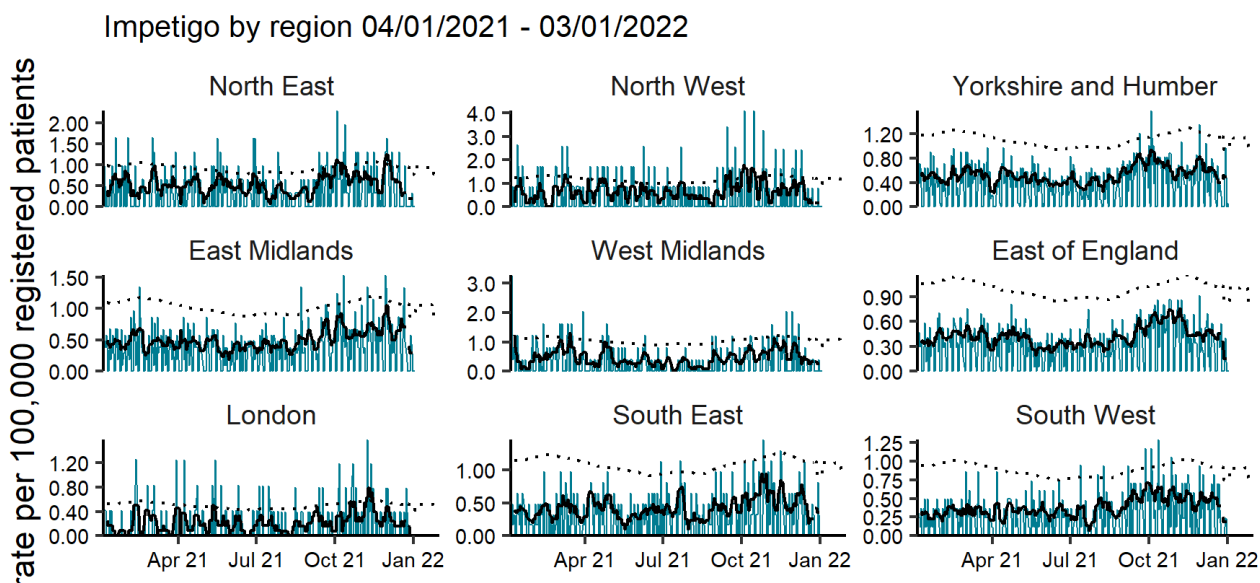 Impetigo by region 04/01/2021 - 03/01/2022
rate per 100,000 registered patients
North East
North West
Yorkshire and Humber
2.00
1.50
1.00
0.50
0.00
4.0
3.0
2.0
1.0
0.0
1.20
0.80
0.40
0.00
East Midlands
West Midlands
East of England
1.50
1.00
0.50
0.00
3.0
2.0
1.0
0.0
0.90
0.60
0.30
0.00
London
South East
South West
1.20
0.80
0.40
0.00
1.00
0.50
0.00
1.25
1.00
0.75
0.50
0.25
0.00
Apr 21 Jul 21 Oct 21 Jan 22
Apr 21 Jul 21 Oct 21 Jan 22
Apr 21 Jul 21 Oct 21 Jan 22